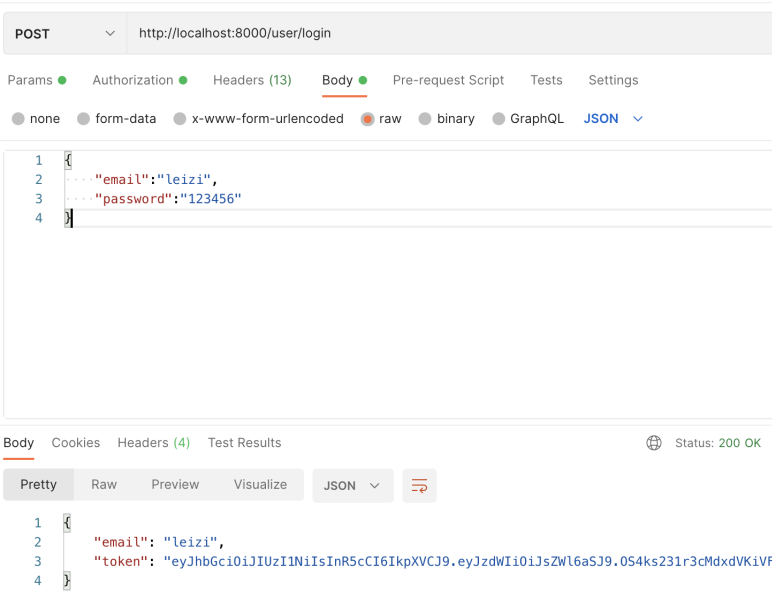 POST http://localhost:8000/user/login
Params Authorization Headers (13) Body Pre-request Script Tests Settings
none form-data x-www-form-urlencoded raw binary GraphQL JSON
1 {
2 "email":"leizi",
3 "password":"123456"
4 }
Body Cookies Headers (4) Test Results Status: 200 OK
Pretty Raw Preview Visualize JSON
1 {
2 "email": "leizi",
3 "token": "eyJhbGciOiJIUzI1NiIsInR5cCI6IkpXVCJ9.eyJzdWIiOiJsZWl6aSJ9.OS4ks231r3cMdxdVKiVF
4 }